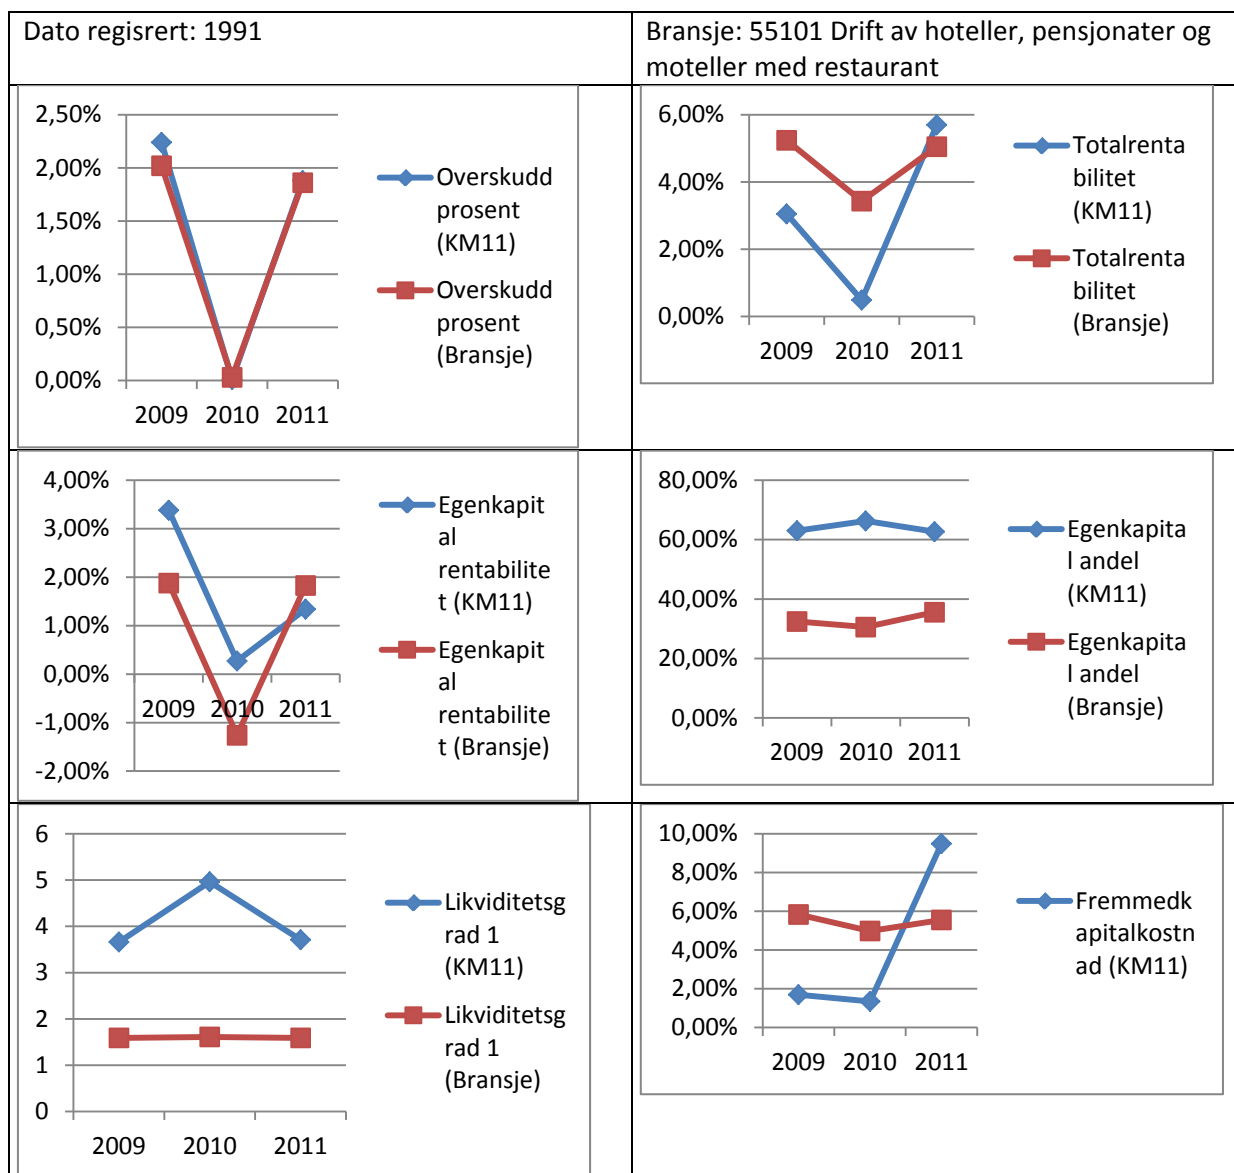 Dato regisrert: 1991
Bransje: 55101 Drift av hoteller, pensjonater og
moteller med restaurant
2,50%
2,00%
1,50%
1,00%
0,50%
0,00%
2009 2010 2011
Overskudd
prosent
(KM11)
Overskudd
prosent
(Bransje)
6,00%
4,00%
2,00%
0,00%
2009 2010 2011
Totalrenta
bilitet
(KM11)
Totalrenta
bilitet
(Bransje)
4,00%
3,00%
2,00%
1,00%
0,00%
-1,00%
-2,00%
2009 2010 2011
Egenkapit
al
rentabilite
t (KM11)
Egenkapit
al
rentabilite
t (Bransje)
80,00%
60,00%
40,00%
20,00%
0,00%
2009 2010 2011
Egenkapita
l andel
(KM11)
Egenkapita
l andel
(Bransje)
6
5
4
3
2
1
0
2009 2010 2011
Likviditetsg
rad 1
(KM11)
Likviditetsg
rad 1
(Bransje)
10,00%
8,00%
6,00%
4,00%
2,00%
0,00%
2009 2010 2011
Fremmedk
apitalkostn
ad (KM11)